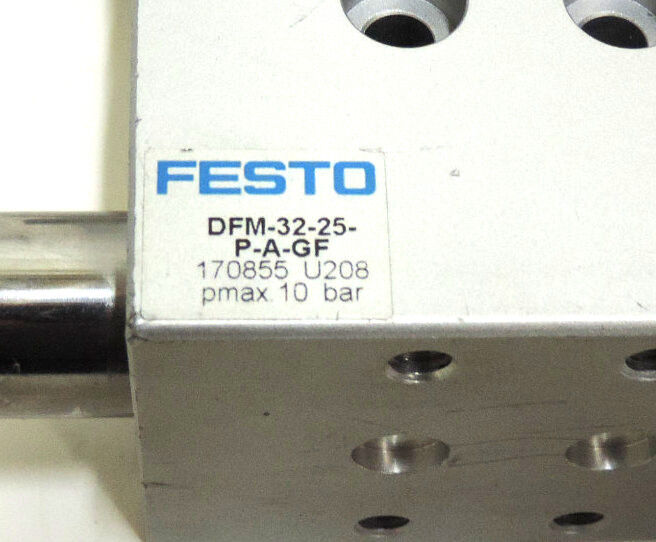 FESTO
DFM-32-25-
P-A-GF
170855 U208
pmax 10 bar